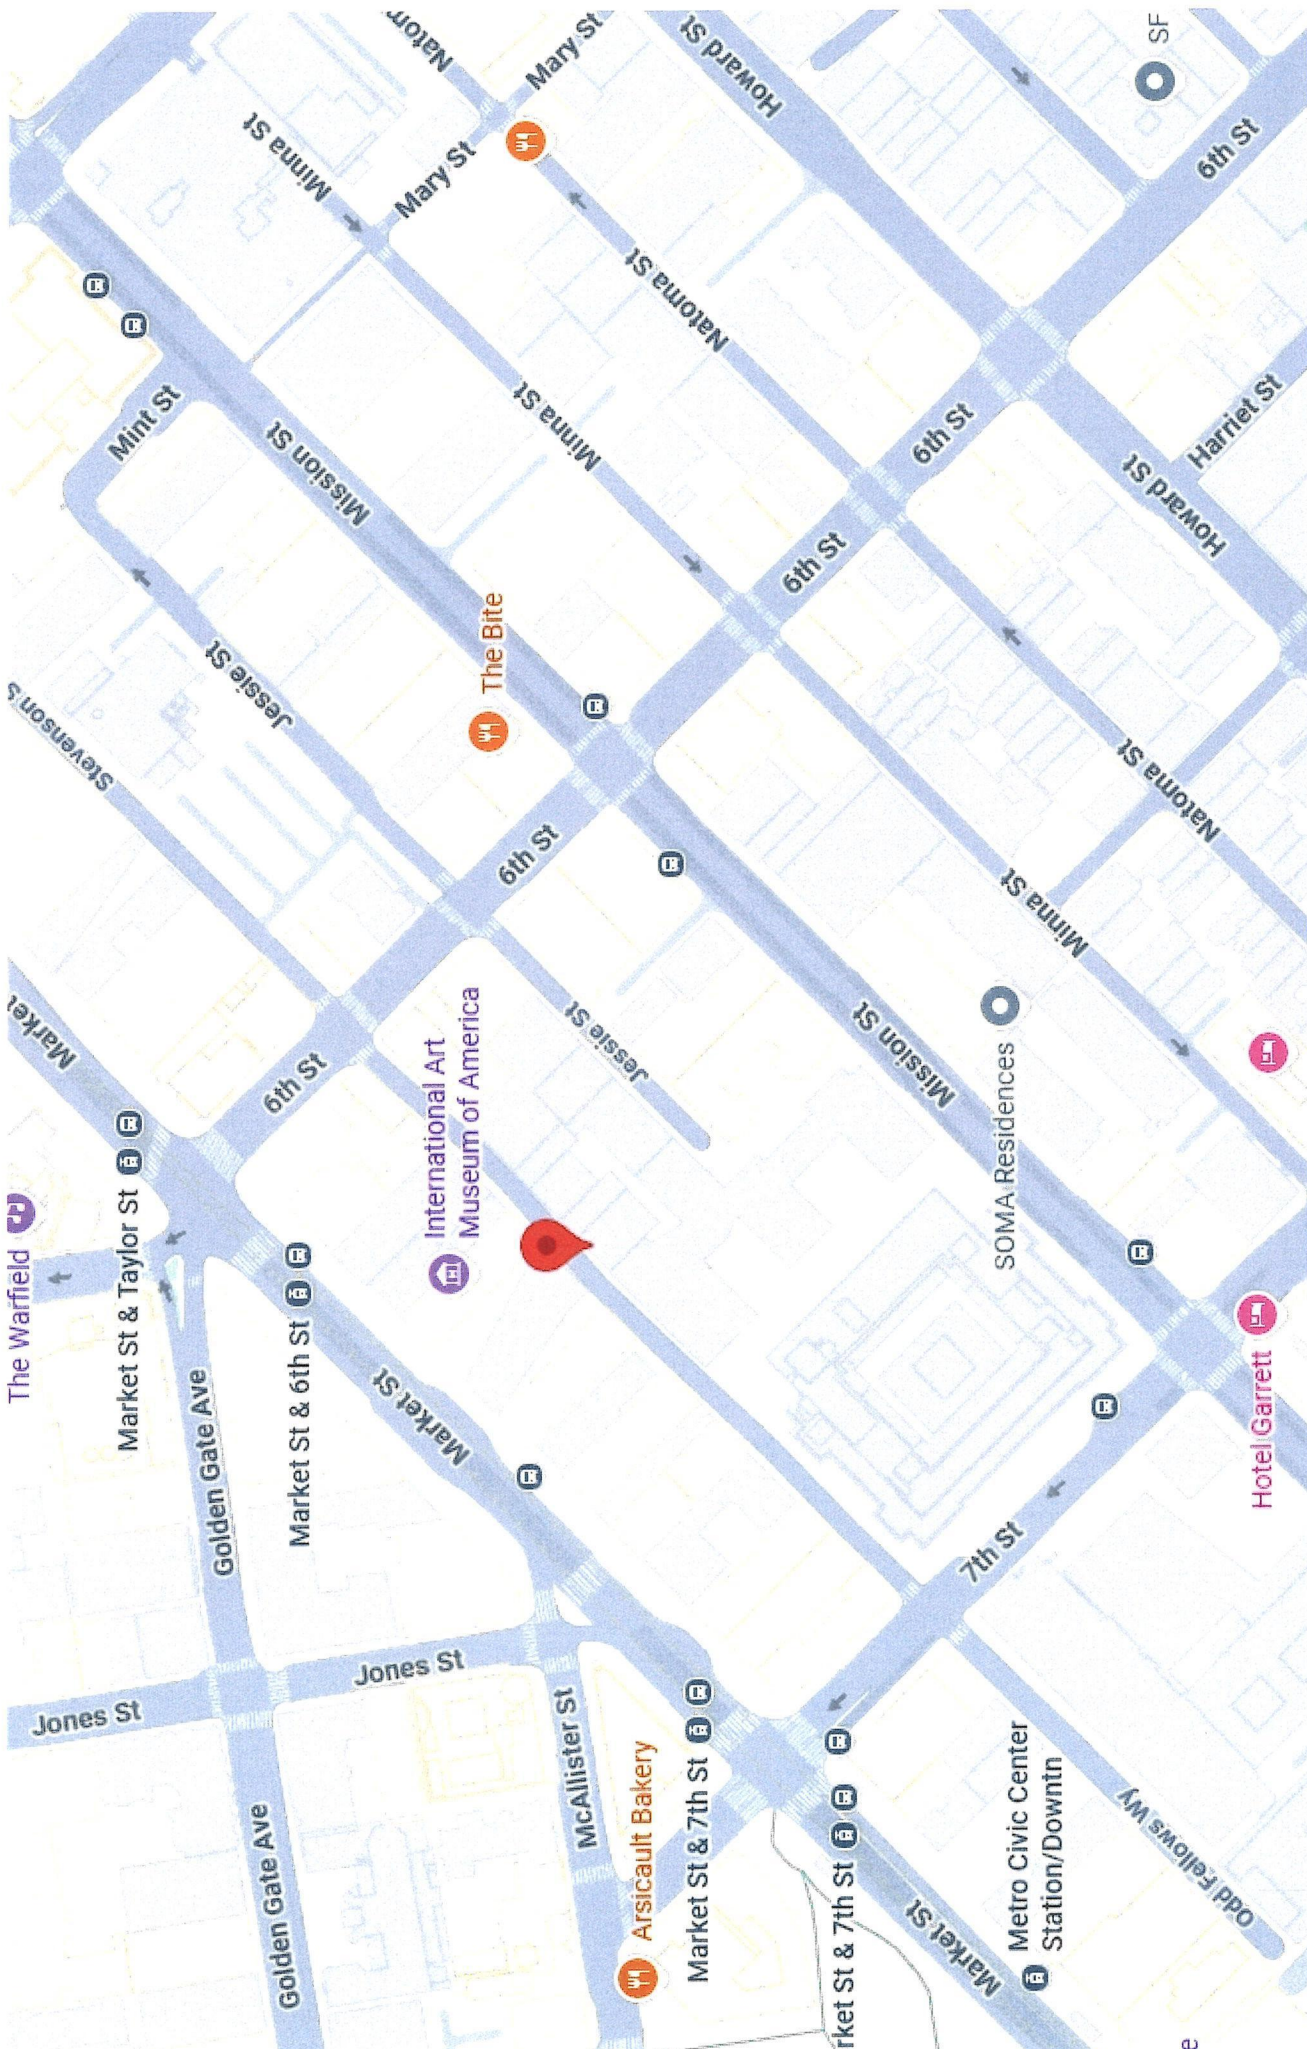 The Warfield
Stevenson S
Market
Jones St
Market St & Taylor St
Mint St
Golden Gate Ave
Golden Gate Ave
Jessie St
6th St
Minna St
Market St & 6th St
Mission St
Jones St
Market St
Natom
Mary St
International Art
Museum of America
The Bite
6th St
McAllister St
Minna St
Mary St
Jessie St
Arsicault Bakery
Natoma St
Market St & 7th St
Howard St
6th St
rket St & 7th St
Mission St
6th St
Market St
7th St
SOMA Residences
Metro Civic Center
Station/Downtn
Minna St
Odd Fellows Wy
Natoma St
Howard St
SF
Harriet St
6th St
Hotel Garrett
e